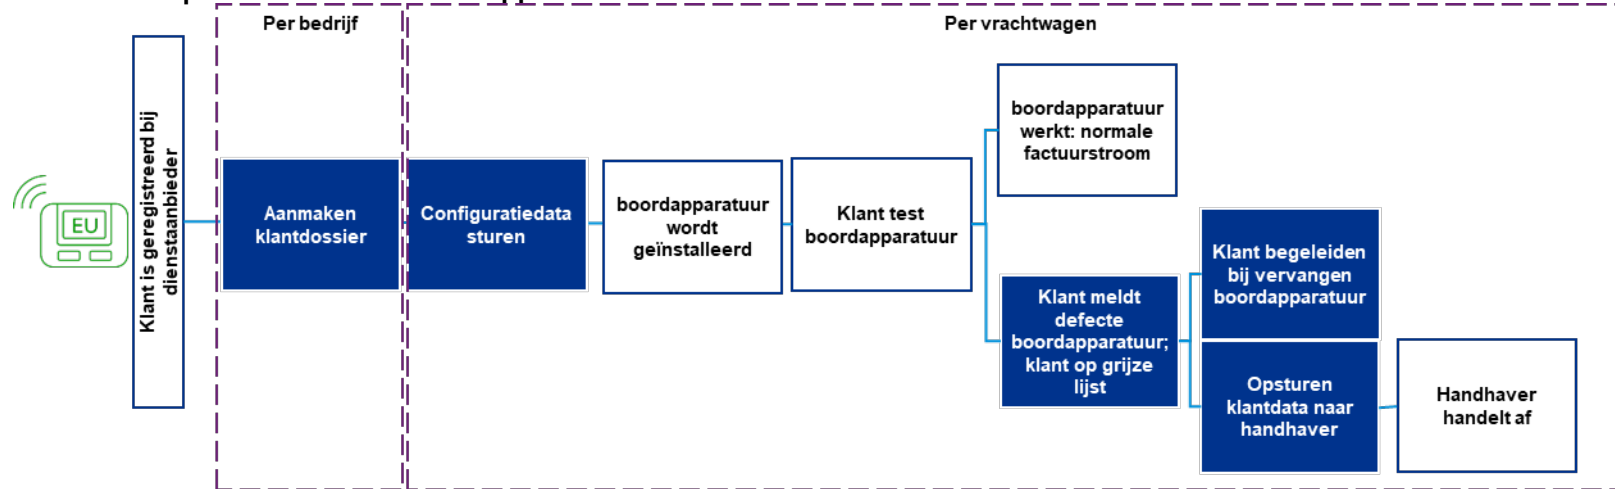 Per bedrijf
Per vrachtwagen
Klant is geregistreerd bij
dienstaanbieder
EU
Aanmaken
klantdossier
Configuratiedata
sturen
boordapparatuur
wordt
geïnstalleerd
Klant test
boordapparatuur
boordapparatuur
werkt: normale
factuurstroom
Klant meldt
defecte
boordapparatuur;
klant op grijze
lijst
Klant begeleiden
bij vervangen
boordapparatuur
Opsturen
klantdata naar
handhaver
Handhaver
handelt af